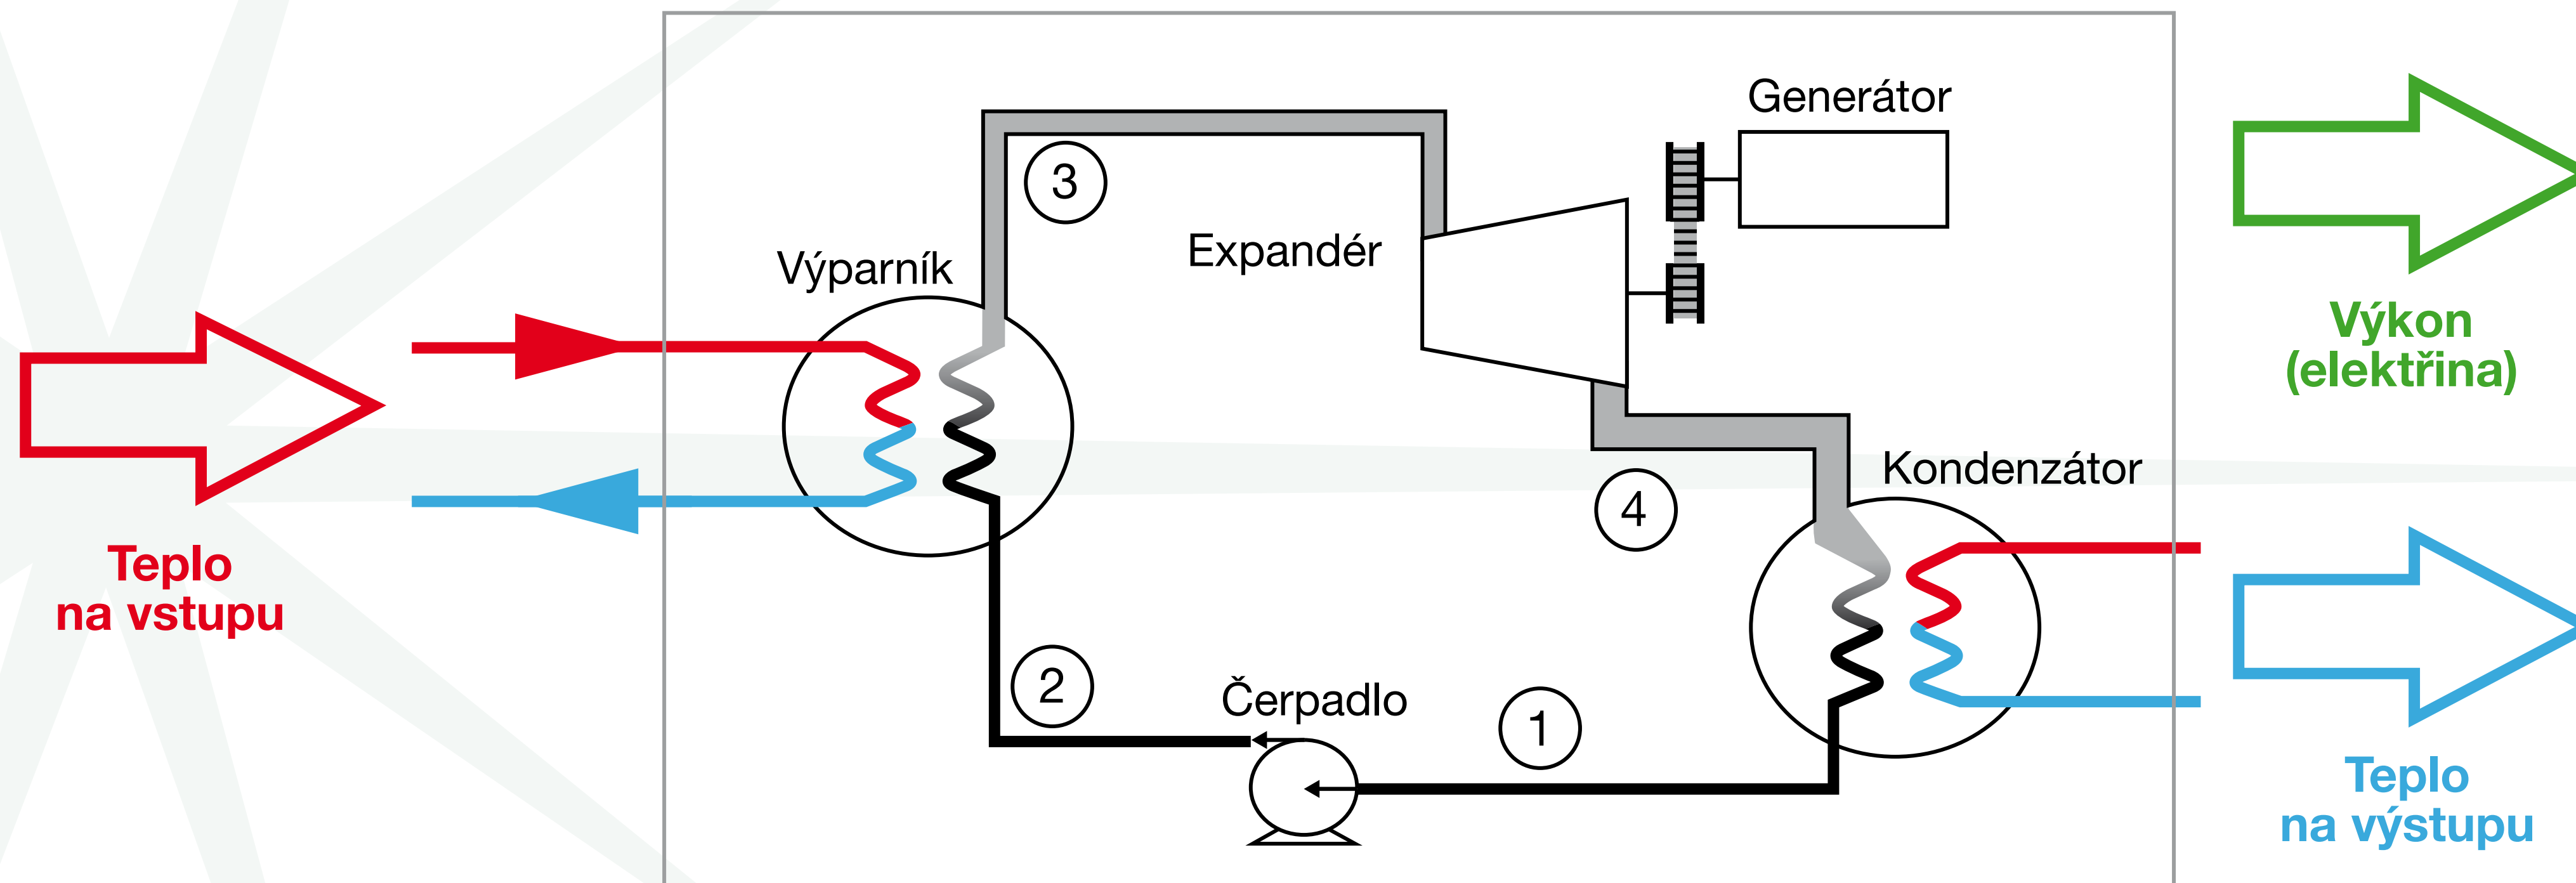 Generátor
3
Expandér
Výparník
Výkon
(elektřina)
Kondenzátor
4
Teplo
na vstupu
2
Čerpadlo
1
Teplo
na výstupu